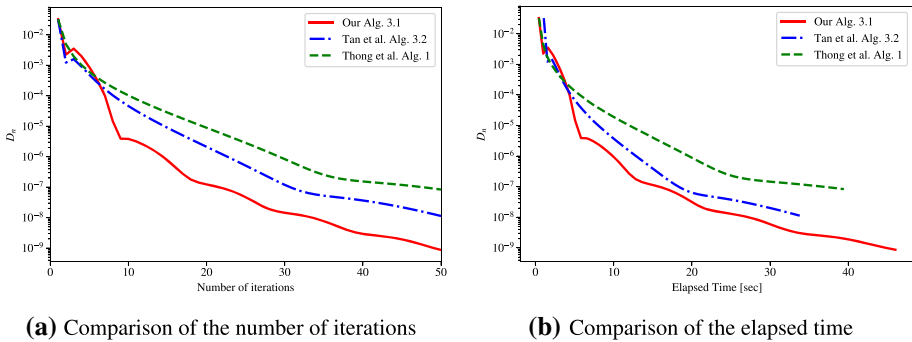 Our Alg. 3.1
Tan et al. Alg. 3.2
Thong et al. Alg. 1
10⁻²
10⁻³
10⁻⁴
10⁻⁵
10⁻⁶
10⁻⁷
10⁻⁸
10⁻⁹
Dₙ
0 10 20 30 40 50
Number of iterations
(a) Comparison of the number of iterations
Our Alg. 3.1
Tan et al. Alg. 3.2
Thong et al. Alg. 1
10⁻²
10⁻³
10⁻⁴
10⁻⁵
10⁻⁶
10⁻⁷
10⁻⁸
10⁻⁹
Dₙ
0 10 20 30 40
Elapsed Time [sec]
(b) Comparison of the elapsed time